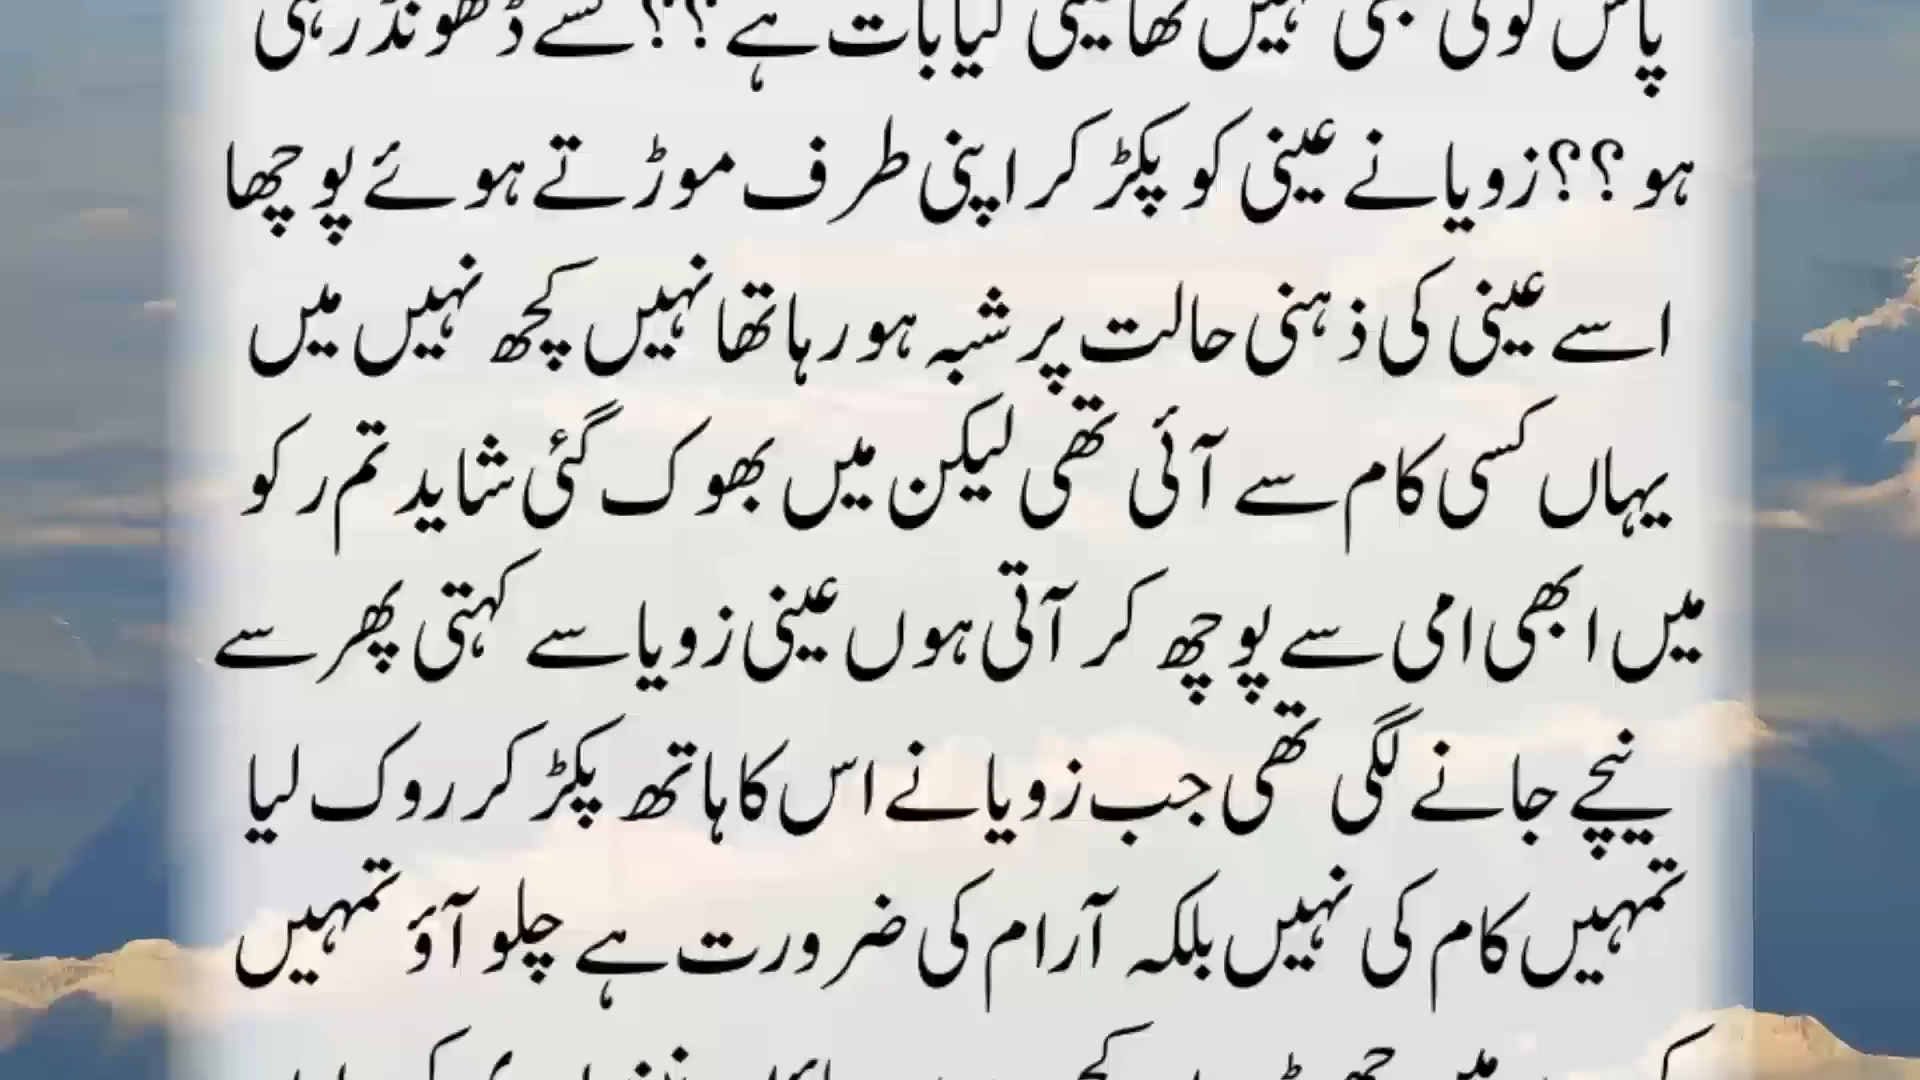 پاس کوئی بھی نہیں تھا عینی کیا بات ہے؟؟ کسے ڈھونڈ رہی
ہو؟؟ زویا نے عینی کو پکڑ کر اپنی طرف موڑتے ہوئے پوچھا
اسے عینی کی ذہنی حالت پر شبہ ہو رہا تھا نہیں کچھ نہیں میں
یہاں کسی کام سے آئی تھی لیکن میں بھوک گئی شاید تم رکو
میں ابھی امی سے پوچھ کر آتی ہوں عینی زویا سے کہتی پھر سے
نیچے جانے لگی تھی جب زویا نے اس کا ہاتھ پکڑ کر روک لیا
تمہیں کام کی نہیں بلکہ آرام کی ضرورت ہے چلو آؤ تمہیں